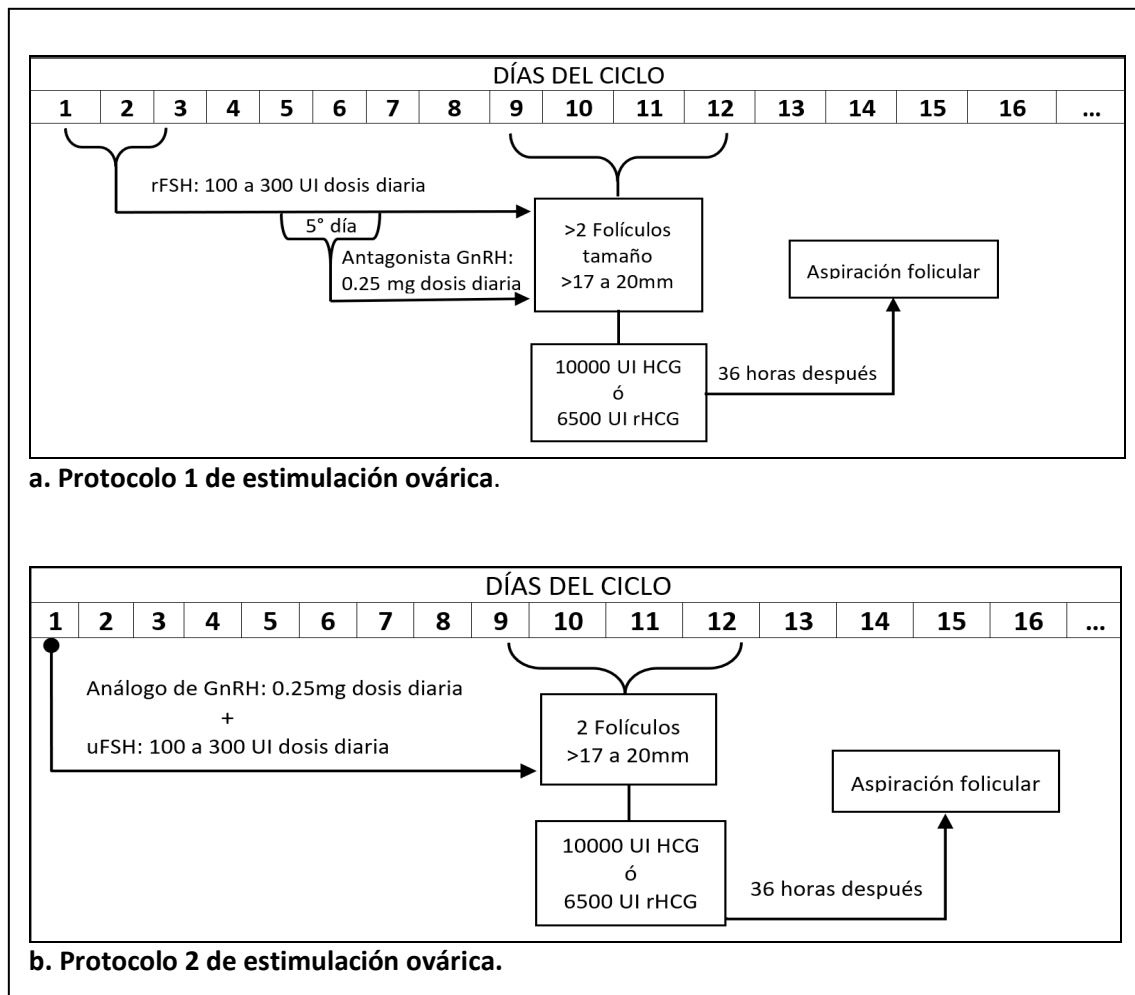 DÍAS DEL CICLO
1 2 3 4 5 6 7 8 9 10 11 12 13 14 15 16 ...
rFSH: 100 a 300 UI dosis diaria
5° día
Antagonista GnRH:
0.25 mg dosis diaria
>2 Folículos
tamaño
>17 a 20mm
Aspiración folicular
10000 UI HCG
ó
6500 UI rHCG
36 horas después
a. Protocolo 1 de estimulación ovárica.
DÍAS DEL CICLO
1 2 3 4 5 6 7 8 9 10 11 12 13 14 15 16 ...
Análogo de GnRH: 0.25mg dosis diaria
+
uFSH: 100 a 300 UI dosis diaria
2 Folículos
>17 a 20mm
Aspiración folicular
10000 UI HCG
ó
6500 UI rHCG
36 horas después
b. Protocolo 2 de estimulación ovárica.